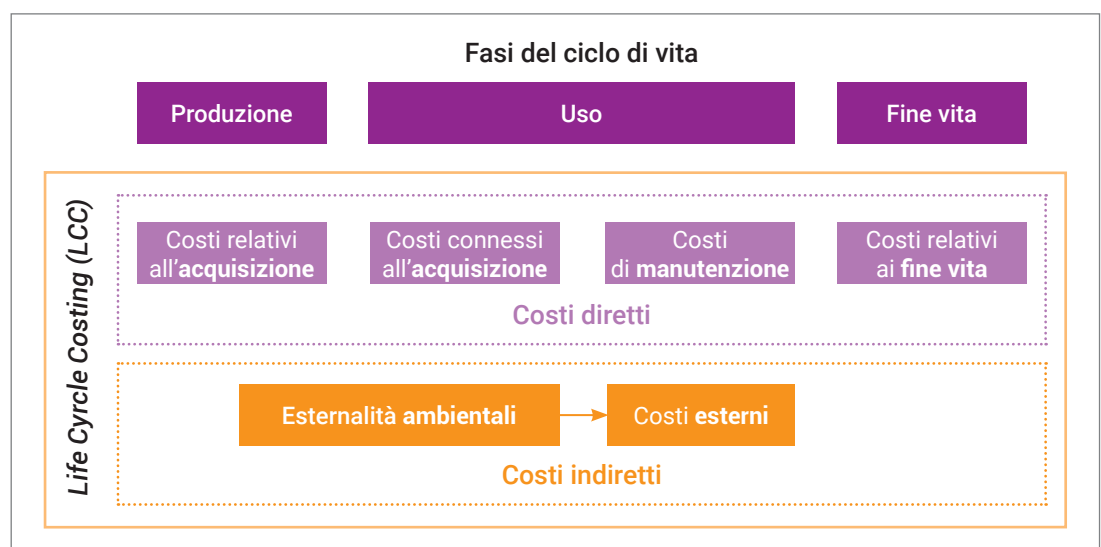 Fasi del ciclo di vita
Produzione
Uso
Fine vita
Life Cyrcle Costing (LCC)
Costi relativi
all'acquisizione
Costi connessi
all'acquisizione
Costi
di manutenzione
Costi relativi
ai fine vita
Costi diretti
Esternalità ambientali
Costi esterni
Costi indiretti